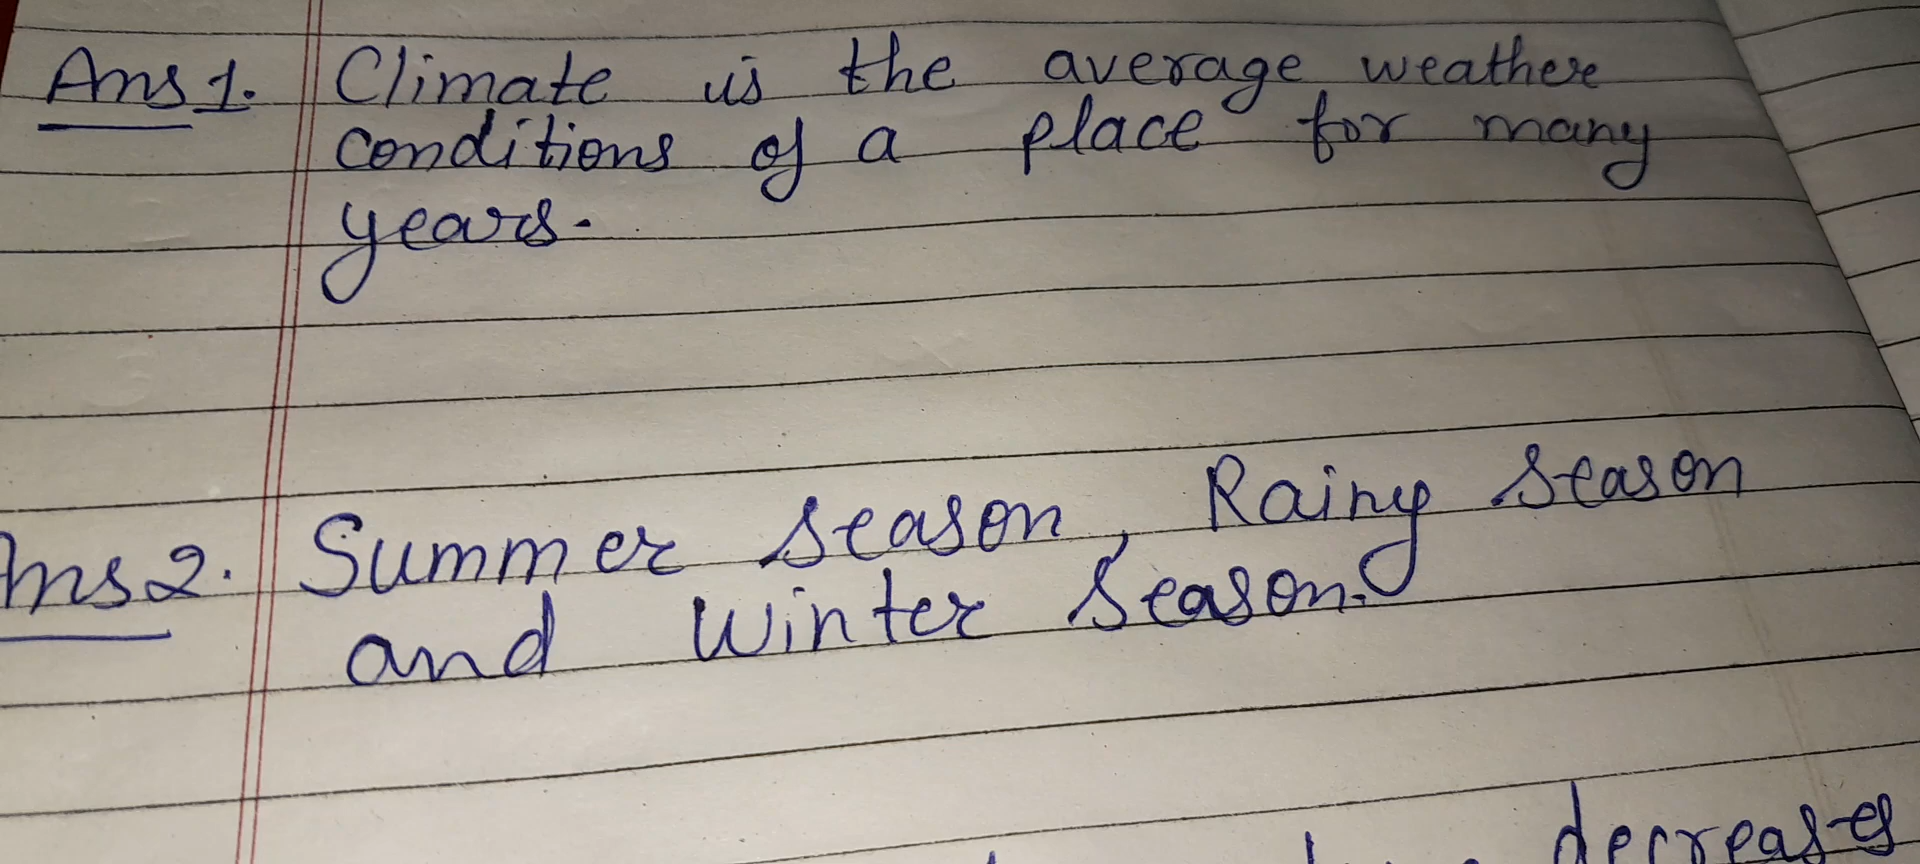 Ans 1. Climate is the average weather
conditions of a place for many
years.
Ans 2. Summer season, Rainy season
and Winter season.
decreases